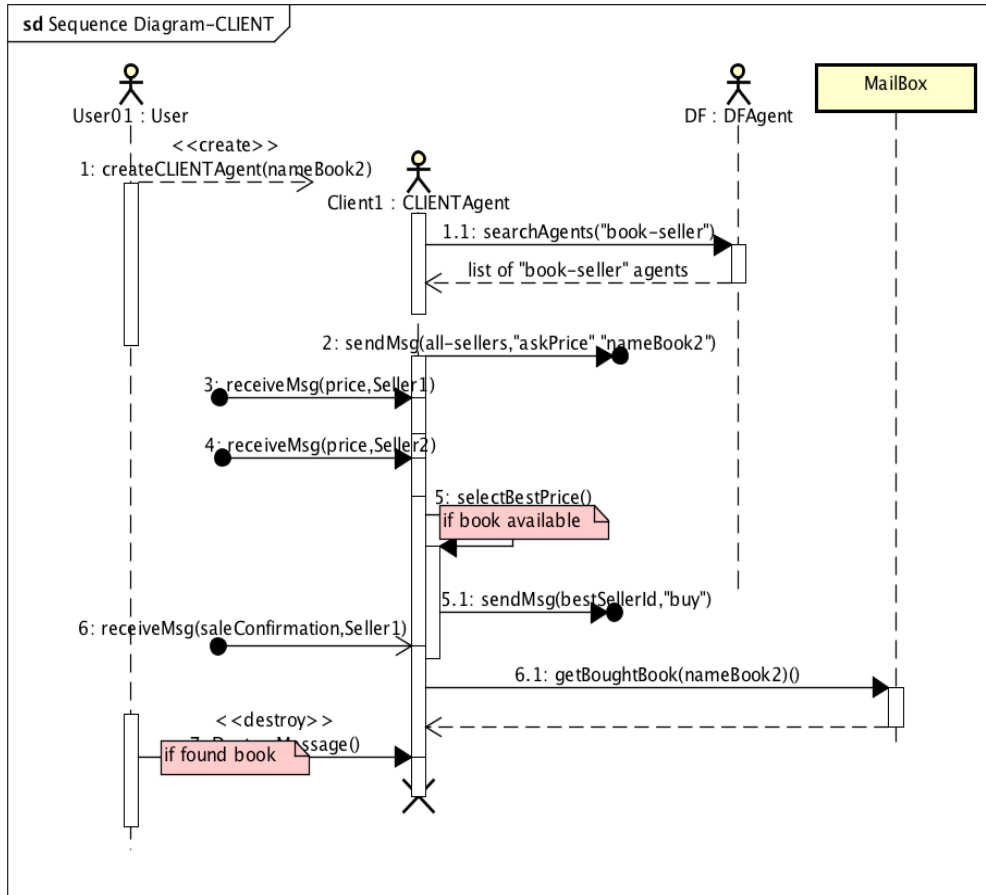 sd Sequence Diagram-CLIENT
MailBox
User01 : User
DF : DFAgent
<<create>>
1: createCLIENTAgent(nameBook2)
Client1 : CLIENTAgent
1.1: searchAgents("book-seller")
list of "book-seller" agents
2: sendMsg(all-sellers,"askPrice","nameBook2")
3: receiveMsg(price,Seller1)
4: receiveMsg(price,Seller2)
5: selectBestPrice()
if book available
5.1: sendMsg(bestSellerId,"buy")
6: receiveMsg(saleConfirmation,Seller1)
6.1: getBoughtBook(nameBook2)()
<<destroy>>
if found book